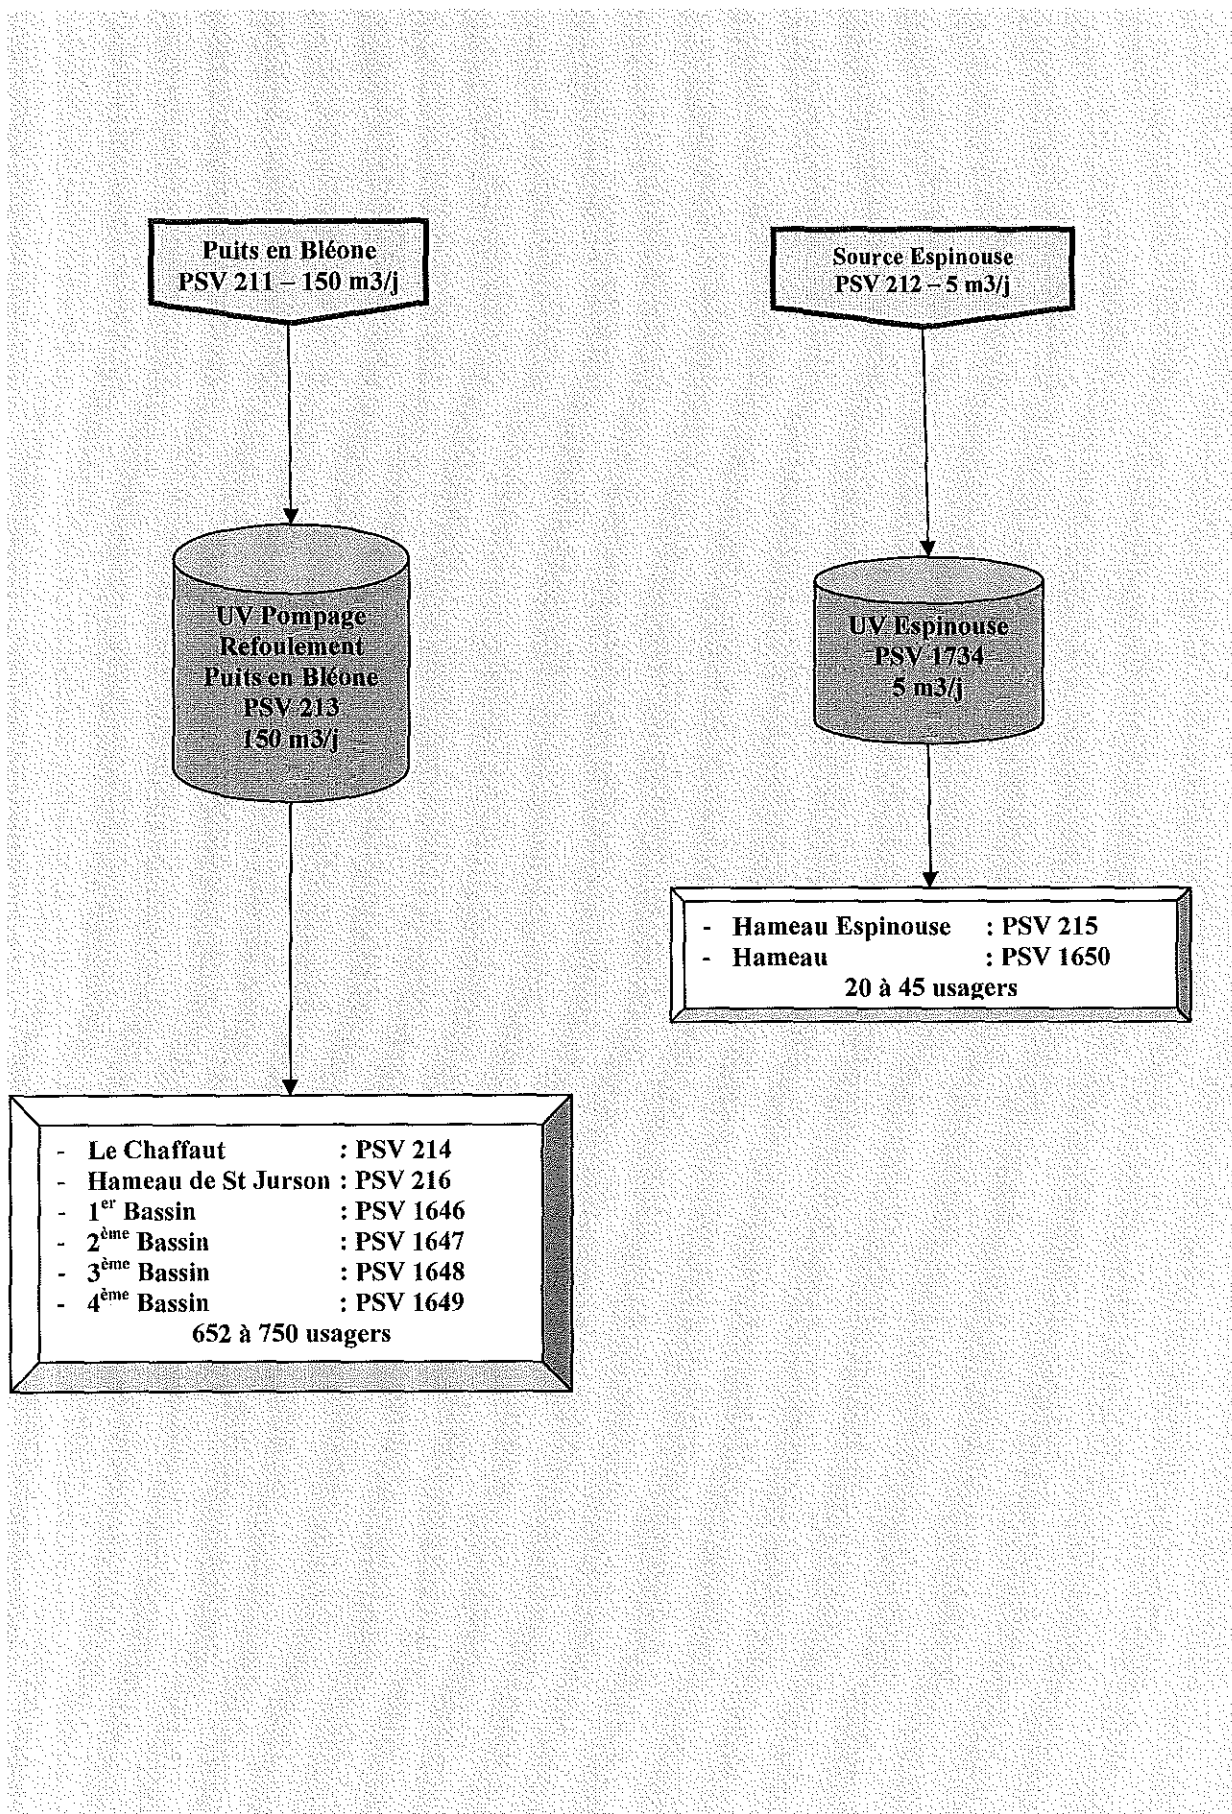 Puits en Bléone
PSV 211 – 150 m3/j
Source Espinouse
PSV 212 – 5 m3/j
UV Pompage
Refoulement
Puits en Bléone
PSV 213
150 m3/j
UV Espinouse
PSV 1734
5 m3/j
- Hameau Espinouse : PSV 215
- Hameau : PSV 1650
20 à 45 usagers
- Le Chaffaut : PSV 214
- Hameau de St Jurson : PSV 216
- 1er Bassin : PSV 1646
- 2ème Bassin : PSV 1647
- 3ème Bassin : PSV 1648
- 4ème Bassin : PSV 1649
652 à 750 usagers